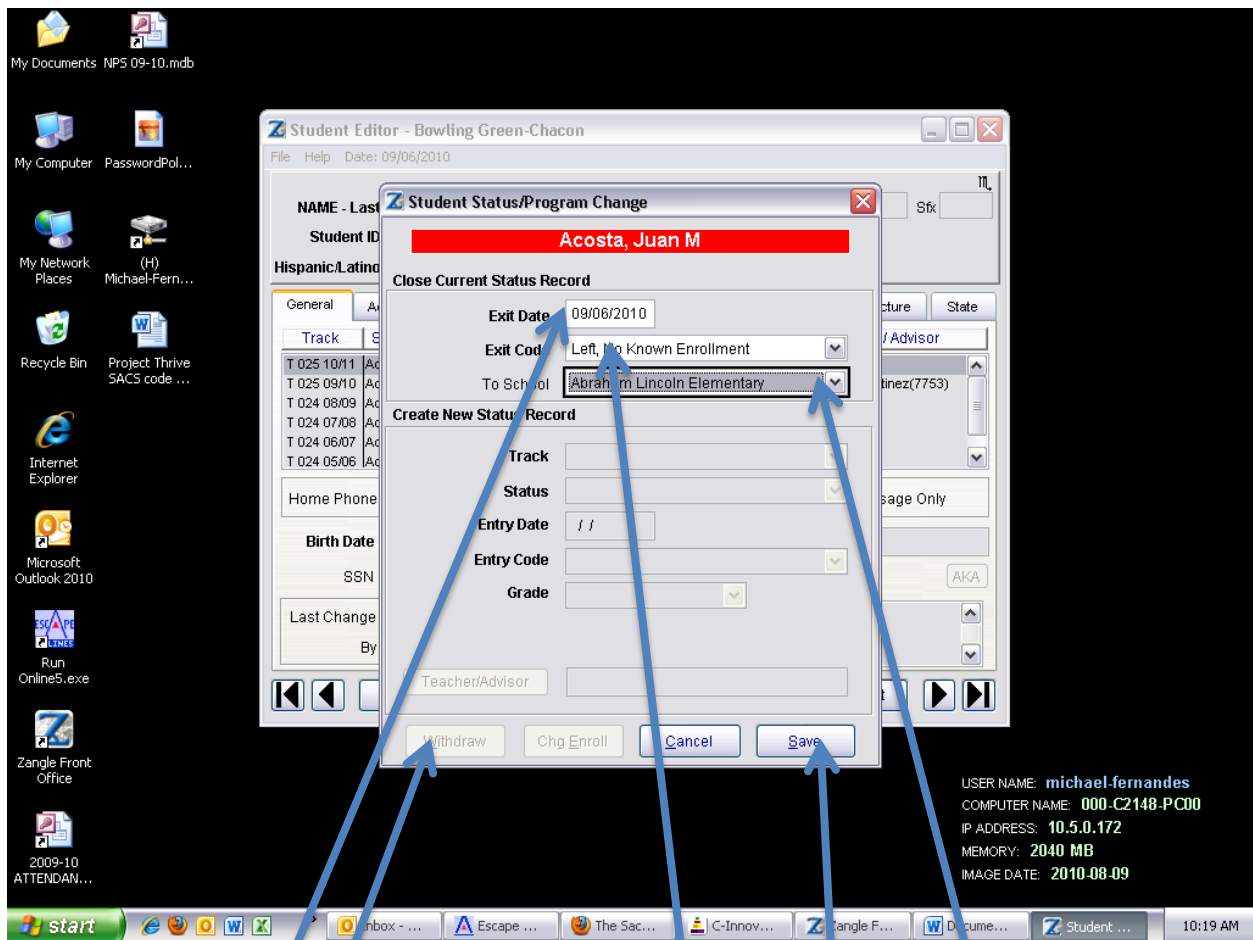 My Documents
NPS 09-10.mdb
My Computer
PasswordPol...
My Network
Places
(H)
Michael-Fern...
Recycle Bin
Project Thrive
SACS code ...
Internet
Explorer
Microsoft
Outlook 2010
ESCAPE
LINES
Run
Online5.exe
Zangle Front
Office
2009-10
ATTENDAN...
Student Editor - Bowling Green-Chacon
File Help Date: 09/06/2010
NAME - Last
Sfx
Student ID
Hispanic/Latino
General
State
Track
/ Advisor
T 025 10/11
T 025 09/10
tinez(7753)
T 024 08/09
T 024 07/08
T 024 06/07
T 024 05/06
Home Phone
sage Only
Birth Date
SSN
AKA
Last Change
By
Student Status/Program Change
Acosta, Juan M
Close Current Status Record
Exit Date 09/06/2010
Exit Code Left, No Known Enrollment
To School Abraham Lincoln Elementary
Create New Status Record
Track
Status
Entry Date / /
Entry Code
Grade
Teacher/Advisor
Withdraw Chg Enroll Cancel Save
USER NAME: michael-fernandes
COMPUTER NAME: 000-C2148-PC00
IP ADDRESS: 10.5.0.172
MEMORY: 2040 MB
IMAGE DATE: 2010-08-09
start
Inbox - ...
Escape ...
The Sac...
C-Innov...
Zangle F...
Docume...
Student ...
10:19 AM